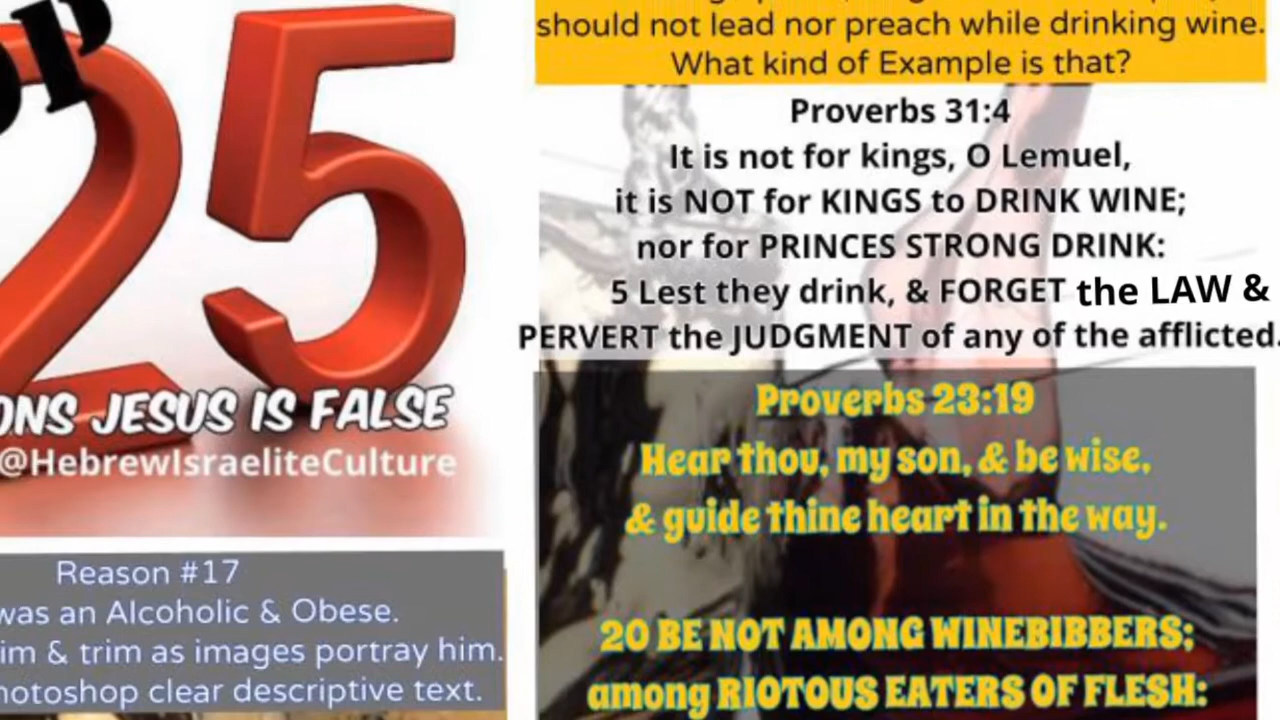 25
ONS JESUS IS FALSE
@HebrewIsraeliteCulture
Reason #17
was an Alcoholic & Obese.
& trim as images portray him.
clear descriptive text.
should not lead nor preach while drinking wine.
What kind of Example is that?
Proverbs 31:4
It is not for kings, O Lemuel,
it is NOT for KINGS to DRINK WINE;
nor for PRINCES STRONG DRINK:
5 Lest they drink, & FORGET the LAW &
PERVERT the JUDGMENT of any of the afflicted.
Proverbs 23:19
Hear thou, my son, & be wise,
& guide thine heart in the way.
20 BE NOT AMONG WINEBIBBERS;
among RIOTOUS EATERS OF FLESH: